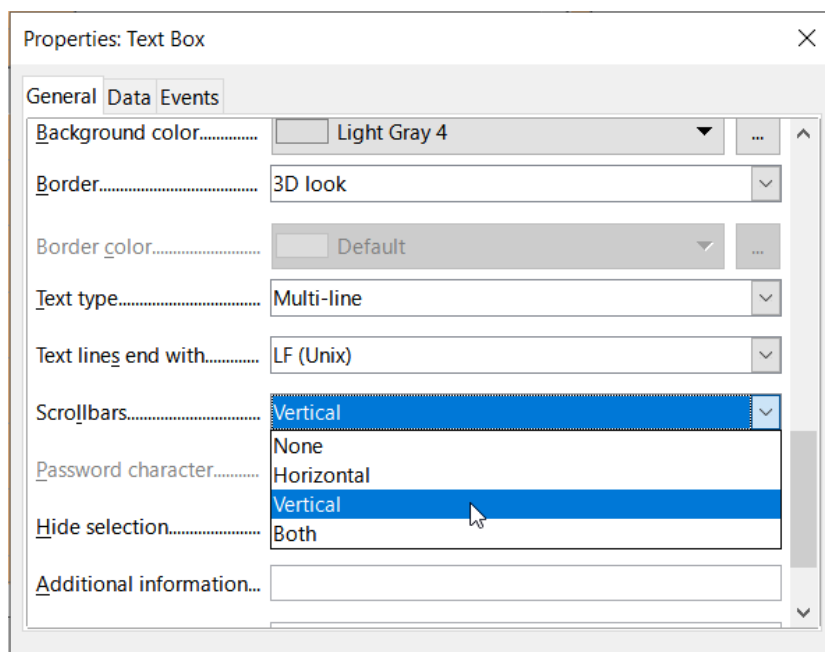 Properties: Text Box
General Data Events
Background color.............. Light Gray 4 ...
Border...................................... 3D look
Border color.......................... Default ...
Text type.................................. Multi-line
Text lines end with............. LF (Unix)
Scrollbars................................ Vertical
None
Horizontal
Password character...........
Vertical
Hide selection......................
Both
Additional information...